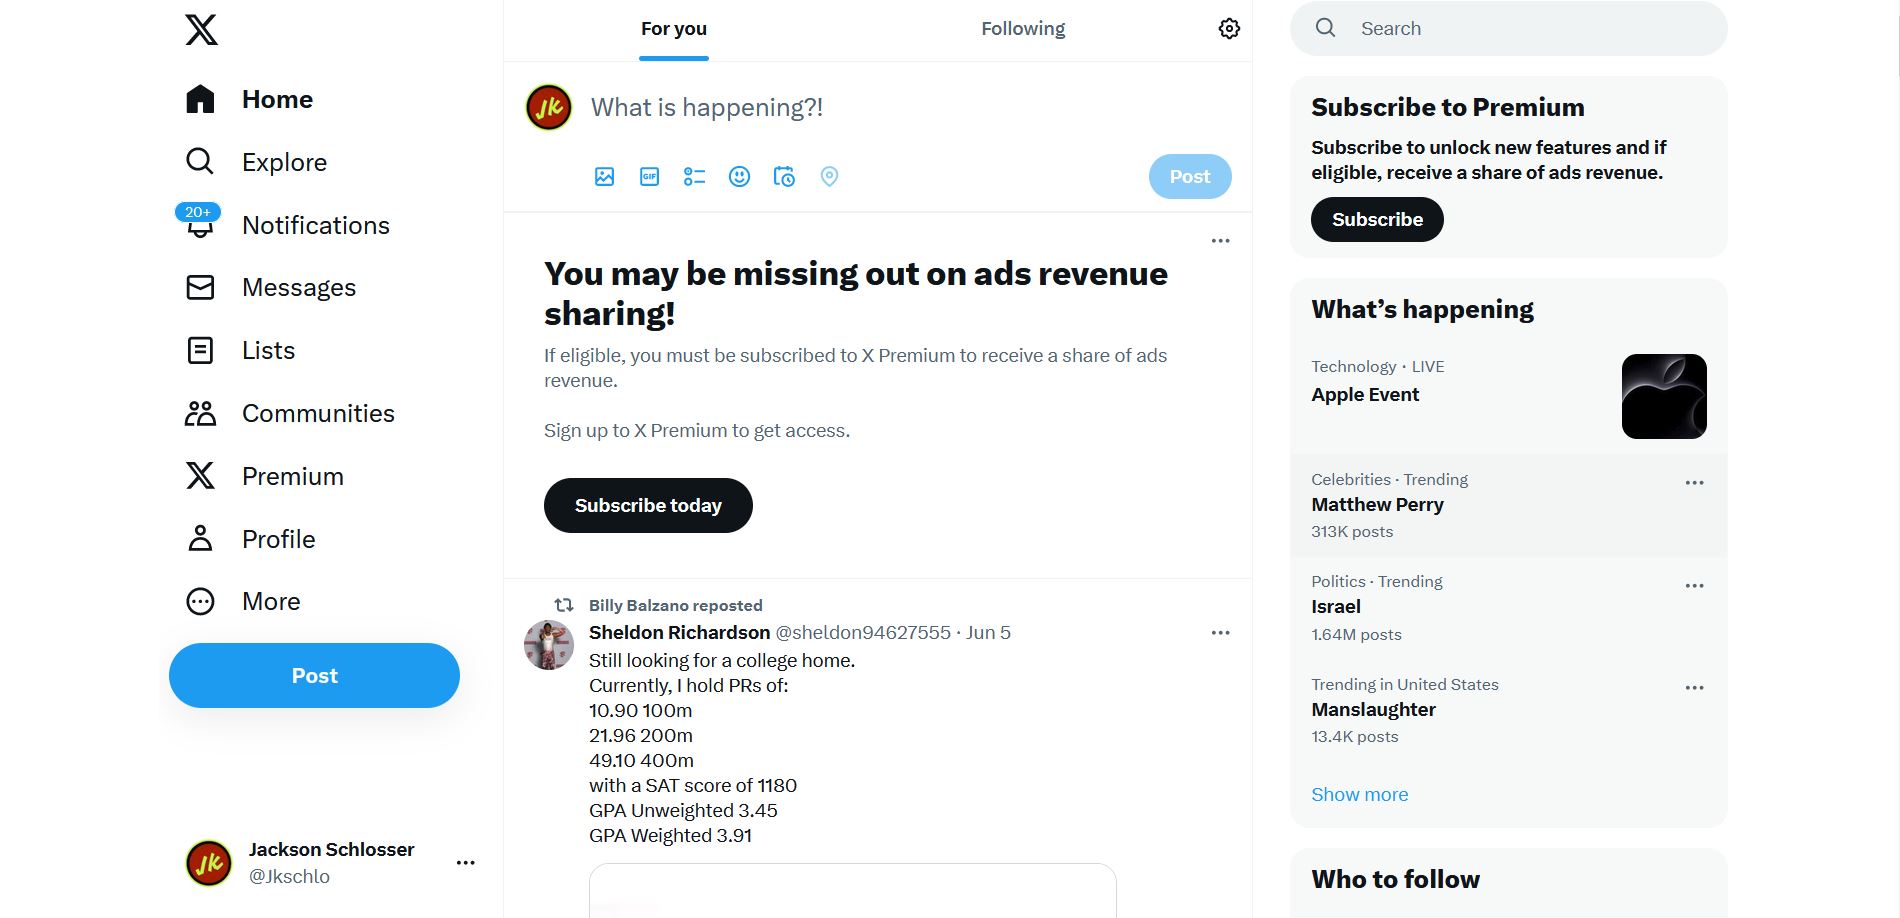 Home
Explore
20+
Notifications
Messages
Lists
Communities
Premium
Profile
More
Post
Jackson Schlosser
@Jkschlo
For you
Following
JK
What is happening?!
GIF
Post
You may be missing out on ads revenue
sharing!
If eligible, you must be subscribed to X Premium to receive a share of ads
revenue.
Sign up to X Premium to get access.
Subscribe today
Billy Balzano reposted
Sheldon Richardson @sheldon94627555 · Jun 5
Still looking for a college home.
Currently, I hold PRs of:
10.90 100m
21.96 200m
49.10 400m
with a SAT score of 1180
GPA Unweighted 3.45
GPA Weighted 3.91
Search
Subscribe to Premium
Subscribe to unlock new features and if
eligible, receive a share of ads revenue.
Subscribe
What’s happening
Technology · LIVE
Apple Event
Celebrities · Trending
Matthew Perry
313K posts
Politics · Trending
Israel
1.64M posts
Trending in United States
Manslaughter
13.4K posts
Show more
Who to follow